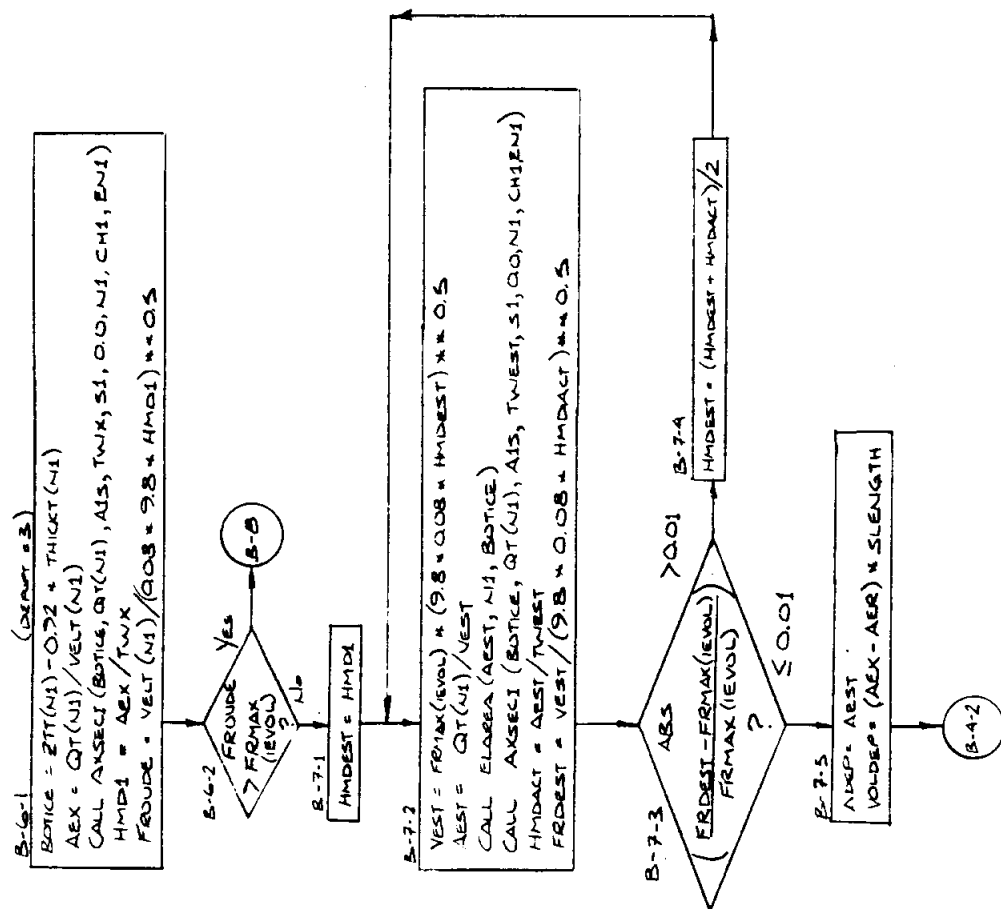 B-6-1
(DEPOPT = 3)
BOTICE = ZTT(N1) - 0.92 * THICKT(N1)
AEX = QT(N1)/VELT(N1)
CALL AXSECI(BOTICE, QT(N1), A1S, TWX, S1, 0.0, N1, CH1, EN1)
HMD1 = AEX/TWX
FROUDE = VELT(N1)/(0.08 * 9.8 * HMD1) ** 0.5
B-6-2
FROUDE
> FRMAX
(IEVOL)
?
Yes
B-8
No
B-7-1
HMDEST = HMD1
B-7-2
VEST = FRMAX(IEVOL) * (9.8 * 0.08 * HMDEST) ** 0.5
AEST = QT(N1)/VEST
CALL ELAREA(AEST, N1, BOTICE)
CALL AXSECI(BOTICE, QT(N1), A1S, TWEST, S1, 0.0, N1, CH1, EN1)
HMDACT = AEST/TWEST
FRDEST = VEST/(9.8 * 0.08 * HMDACT) ** 0.5
B-7-3
ABS
(FRDEST - FRMAX(IEVOL)
FRMAX(IEVOL))
?
>0.01
B-7-4
HMDEST = (HMDEST + HMDACT)/2
≤ 0.01
B-7-5
ADEP = AEST
VOLDEP = (AEX - AER) * SLENGTH
B-4-2